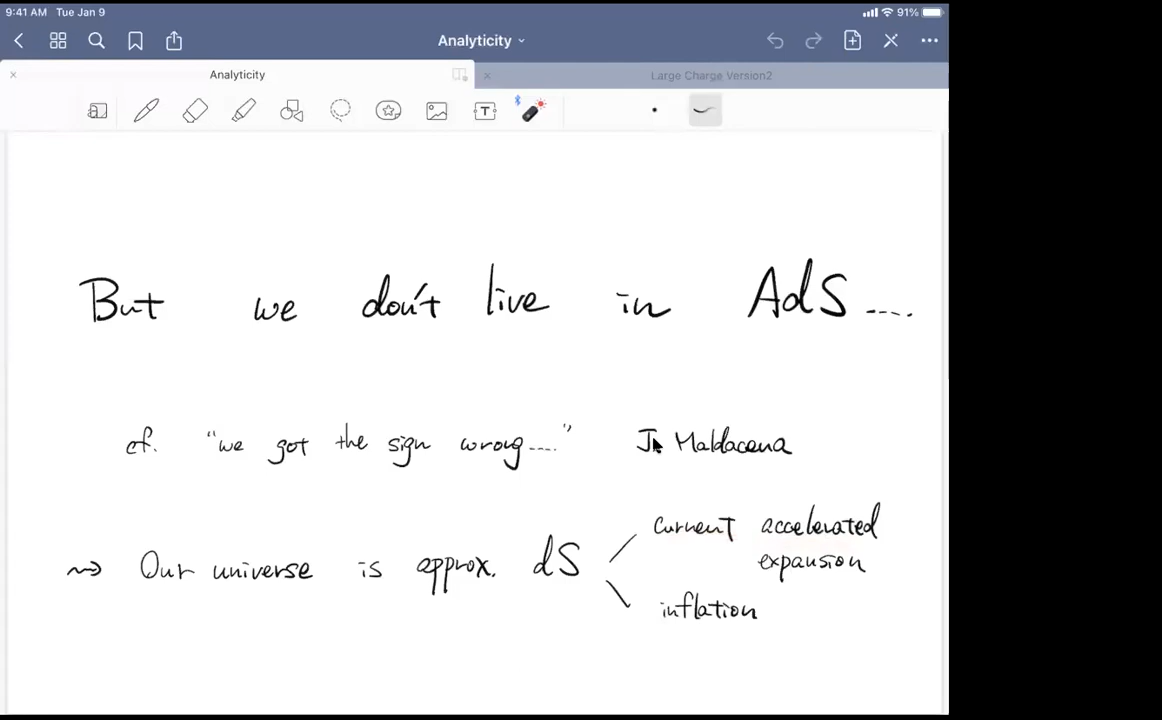 9:41 AM Tue Jan 9
91%
Analyticity
Analyticity
Large Charge Version2
But we don't live in AdS ....
cf. "we got the sign wrong...." J. Maldacena
Our universe is approx. dS
current accelerated
expansion
inflation